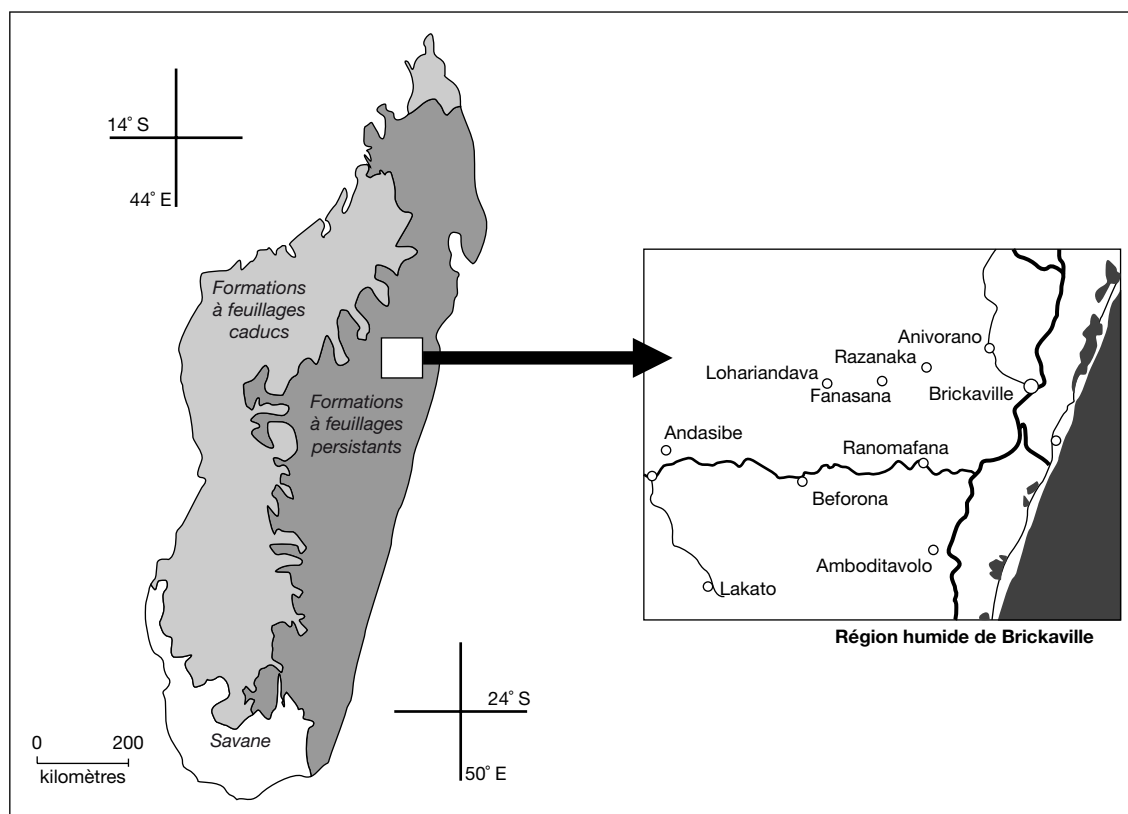 14° S
44° E
Formations
à feuillages
caducs
Formations
à feuillages
persistants
Savane
0 200
kilomètres
24° S
50° E
Anivorano
Razanaka
Lohariandava
Fanasana
Brickaville
Andasibe
Ranomafana
Beforona
Amboditavolo
Lakato
Région humide de Brickaville